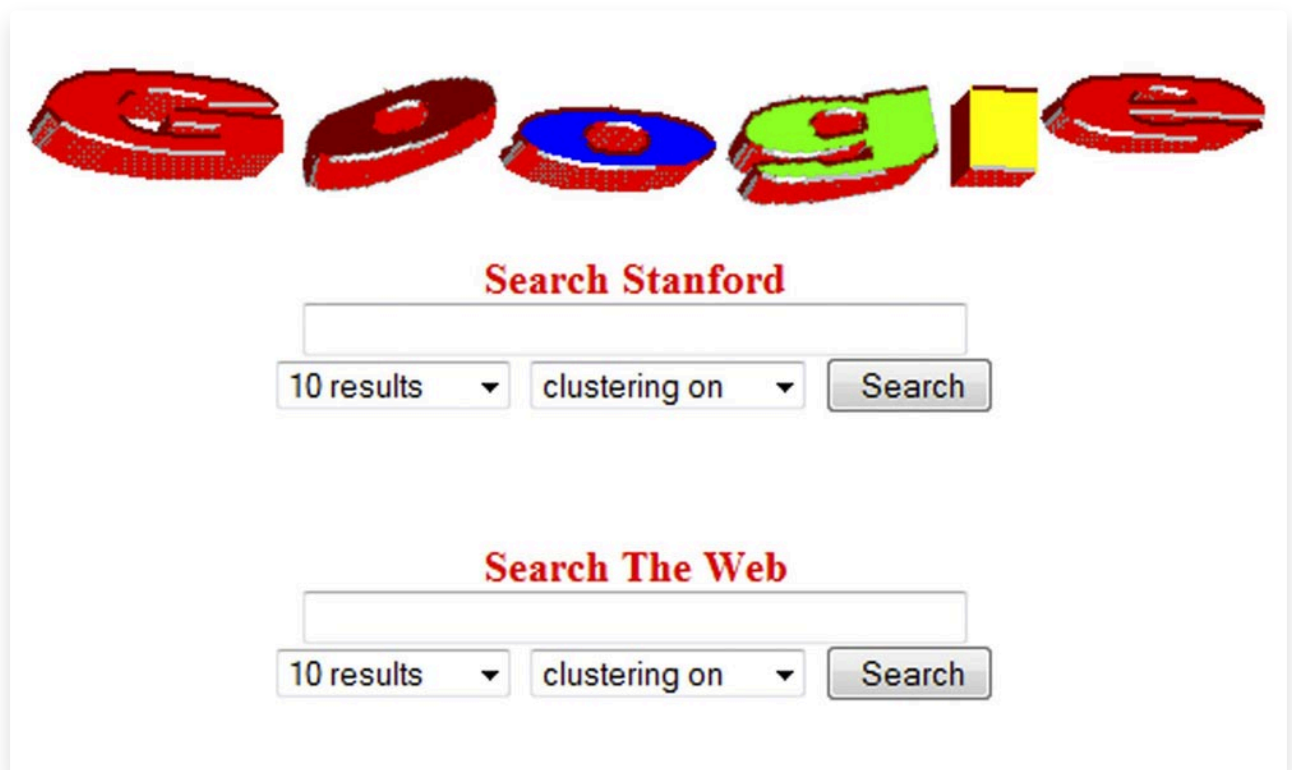 Google
Search Stanford
10 results clustering on Search
Search The Web
10 results clustering on Search